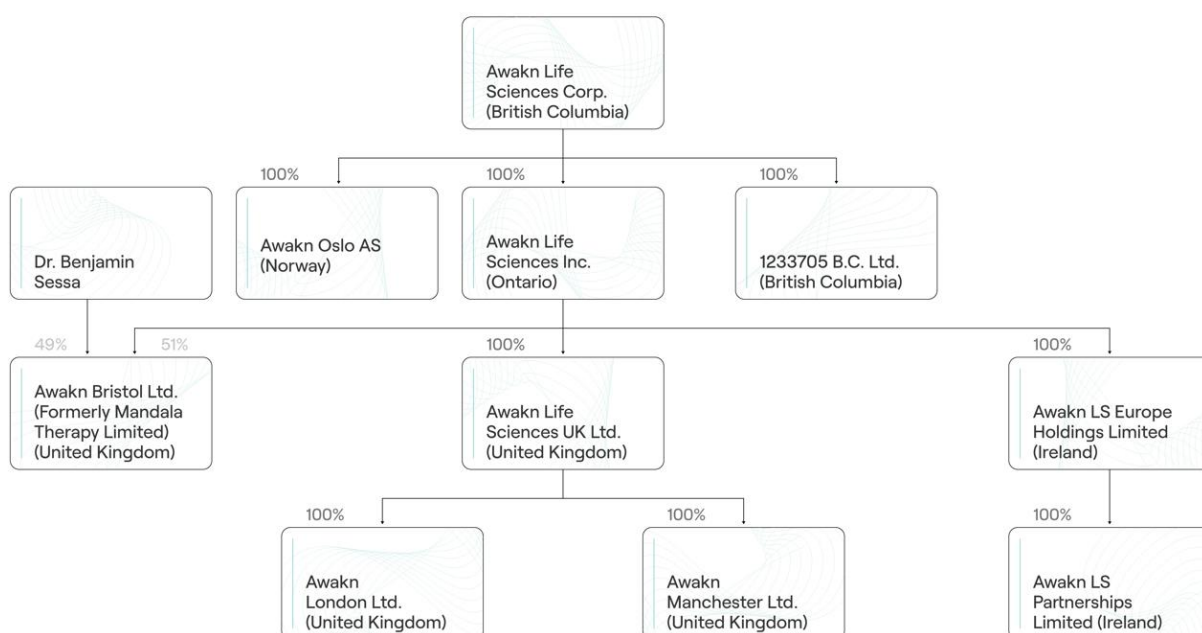 Awakn Life
Sciences Corp.
(British Columbia)
100%
100%
100%
Dr. Benjamin
Sessa
Awakn Oslo AS
(Norway)
Awakn Life
Sciences Inc.
(Ontario)
1233705 B.C. Ltd.
(British Columbia)
49%
51%
100%
100%
Awakn Bristol Ltd.
(Formerly Mandala
Therapy Limited)
(United Kingdom)
Awakn Life
Sciences UK Ltd.
(United Kingdom)
Awakn LS Europe
Holdings Limited
(Ireland)
100%
100%
100%
Awakn
London Ltd.
(United Kingdom)
Awakn
Manchester Ltd.
(United Kingdom)
Awakn LS
Partnerships
Limited (Ireland)